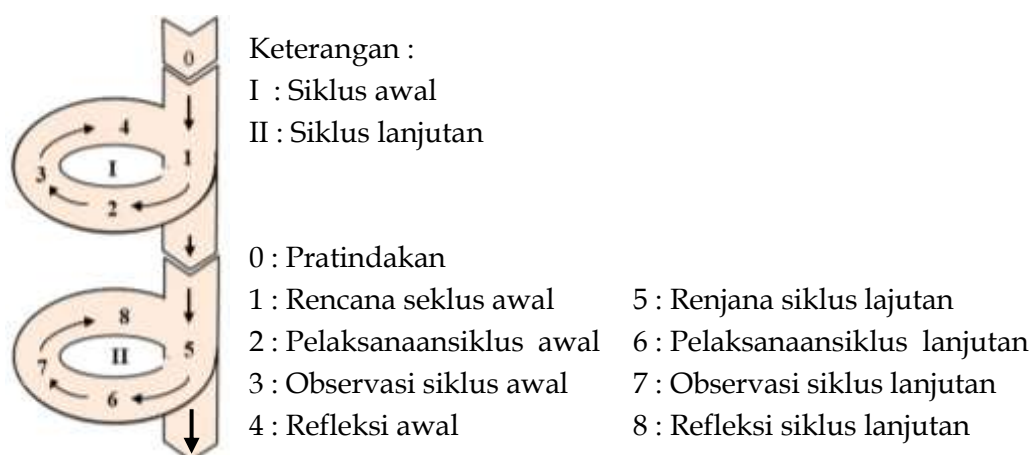 0
4
3
I
1
2
8
7
II
5
6
Keterangan :
I : Siklus awal
II : Siklus lanjutan
0 : Pratindakan
1 : Rencana seklus awal
5 : Renjana siklus lajutan
2 : Pelaksanaansiklus awal
6 : Pelaksanaansiklus lanjutan
3 : Observasi siklus awal
7 : Observasi siklus lanjutan
4 : Refleksi awal
8 : Refleksi siklus lanjutan